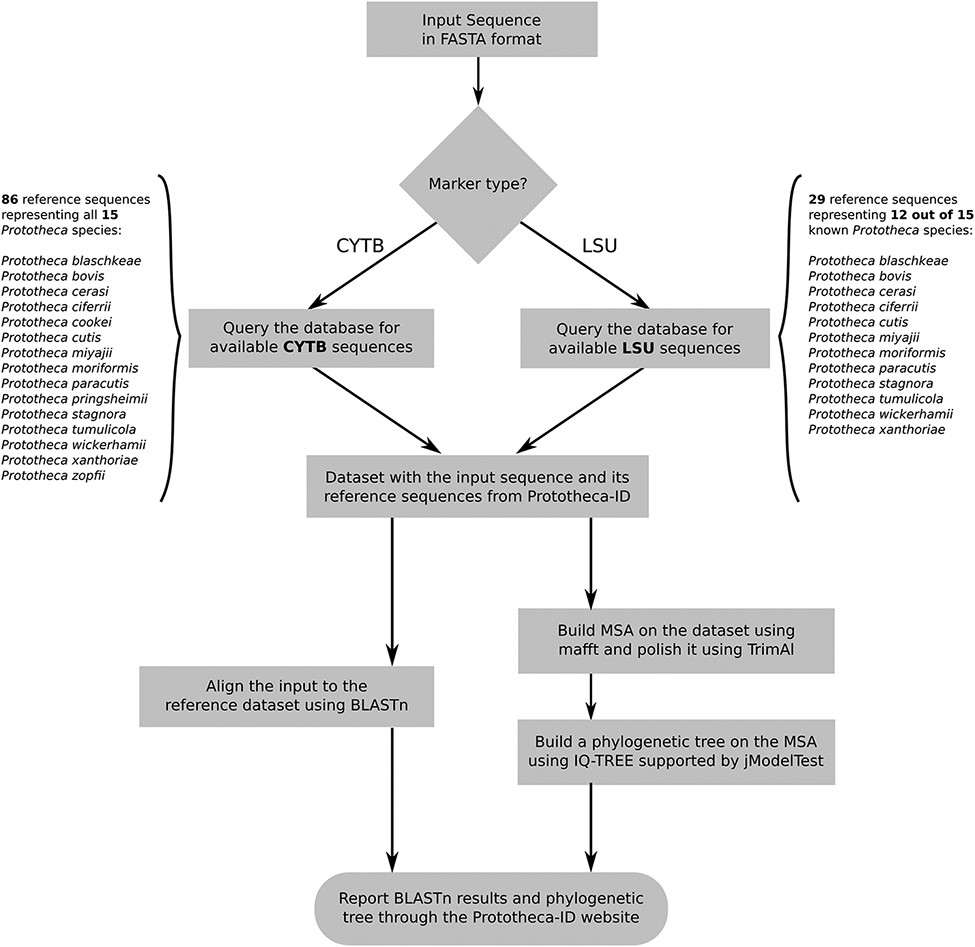 Input Sequence
in FASTA format
Marker type?
CYTB
LSU
86 reference sequences
representing all 15
Prototheca species:
Prototheca blaschkeae
Prototheca bovis
Prototheca cerasi
Prototheca ciferrii
Prototheca cookei
Prototheca cutis
Prototheca miyajii
Prototheca moriformis
Prototheca paracutis
Prototheca pringsheimii
Prototheca stagnora
Prototheca tumulicola
Prototheca wickerhamii
Prototheca xanthoriae
Prototheca zopfii
Query the database for
available CYTB sequences
Query the database for
available LSU sequences
29 reference sequences
representing 12 out of 15
known Prototheca species:
Prototheca blaschkeae
Prototheca bovis
Prototheca cerasi
Prototheca ciferrii
Prototheca cutis
Prototheca miyajii
Prototheca moriformis
Prototheca paracutis
Prototheca stagnora
Prototheca tumulicola
Prototheca wickerhamii
Prototheca xanthoriae
Dataset with the input sequence and its
reference sequences from Prototheca-ID
Align the input to the
reference dataset using BLASTn
Build MSA on the dataset using
mafft and polish it using TrimAl
Build a phylogenetic tree on the MSA
using IQ-TREE supported by jModelTest
Report BLASTn results and phylogenetic
tree through the Prototheca-ID website